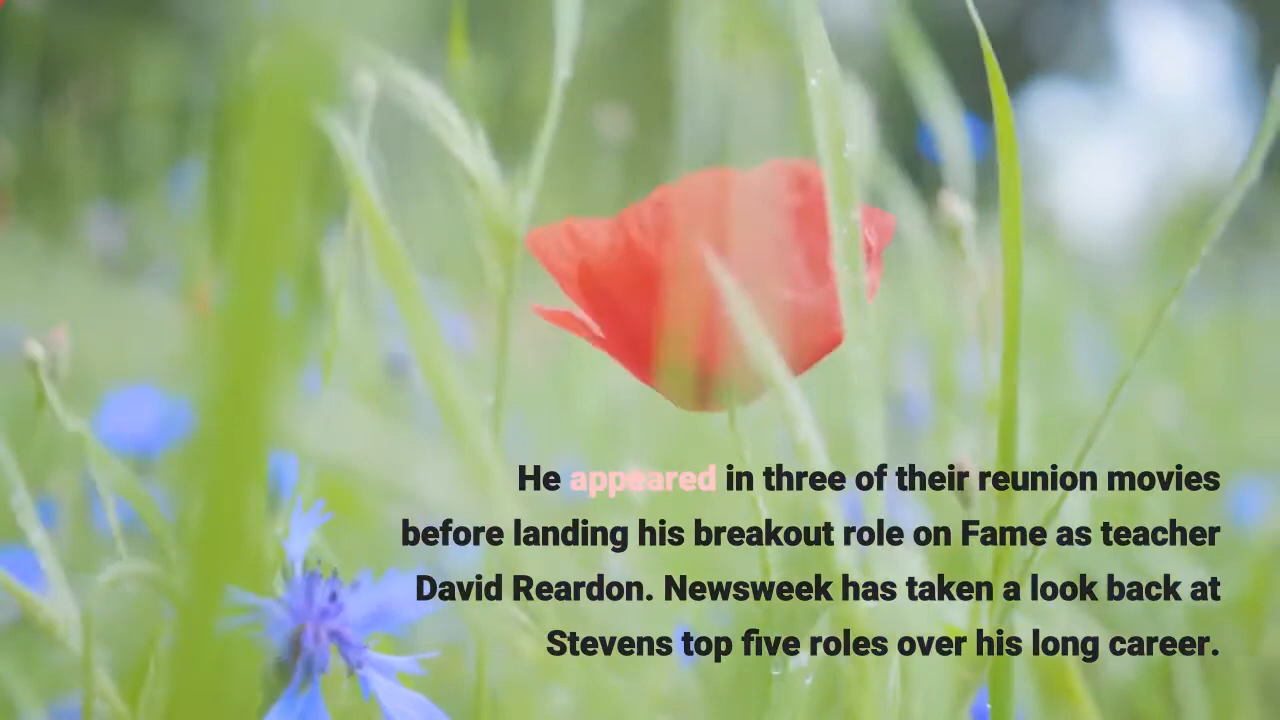 He appeared in three of their reunion movies
before landing his breakout role on Fame as teacher
David Reardon. Newsweek has taken a look back at
Stevens top five roles over his long career.